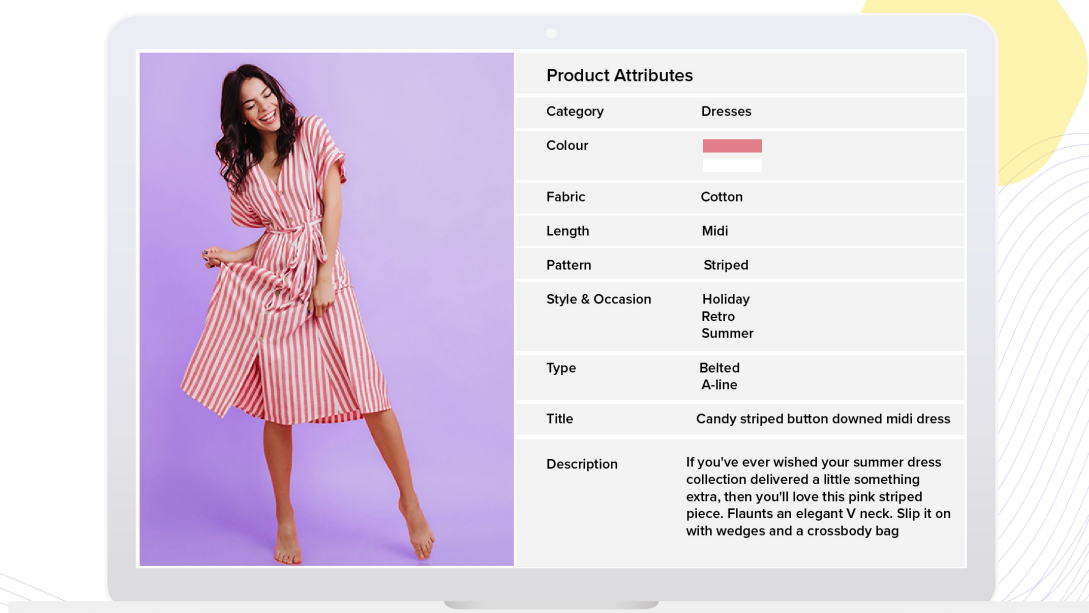 Product Attributes
Category Dresses
Colour
Fabric Cotton
Length Midi
Pattern Striped
Style & Occasion Holiday
Retro
Summer
Type Belted
A-line
Title Candy striped button downed midi dress
Description If you've ever wished your summer dress
collection delivered a little something
extra, then you'll love this pink striped
piece. Flaunts an elegant V neck. Slip it on
with wedges and a crossbody bag